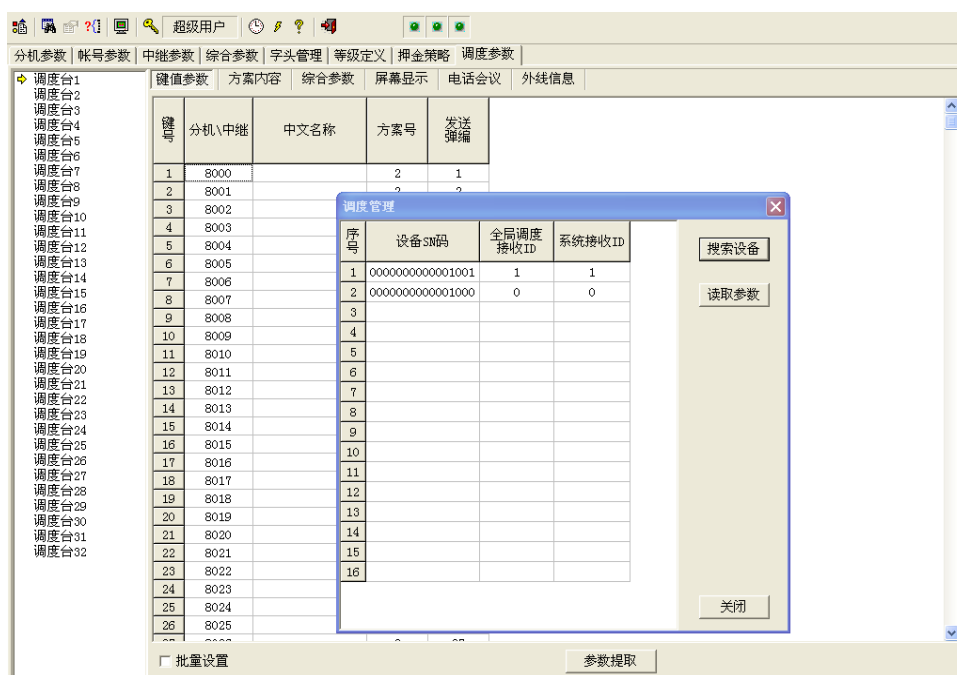 超级用户
分机参数 帐号参数 中继参数 综合参数 字头管理 等级定义 押金策略 调度参数
调度台1
调度台2
调度台3
调度台4
调度台5
调度台6
调度台7
调度台8
调度台9
调度台10
调度台11
调度台12
调度台13
调度台14
调度台15
调度台16
调度台17
调度台18
调度台19
调度台20
调度台21
调度台22
调度台23
调度台24
调度台25
调度台26
调度台27
调度台28
调度台29
调度台30
调度台31
调度台32
键值参数 方案内容 综合参数 屏幕显示 电话会议 外线信息
键号 分机\中继 中文名称 方案号 发送弹编
1 8000 2 1
2 8001 2 2
3 8002
4 8003
5 8004
6 8005
7 8006
8 8007
9 8008
10 8009
11 8010
12 8011
13 8012
14 8013
15 8014
16 8015
17 8016
18 8017
19 8018
20 8019
21 8020
22 8021
23 8022
24 8023
25 8024
26 8025
调度管理
序号 设备SN码 全局调度接收ID 系统接收ID
1 0000000000001001 1 1
2 0000000000001000 0 0
3
4
5
6
7
8
9
10
11
12
13
14
15
16
搜索设备
读取参数
关闭
批量设置
参数提取